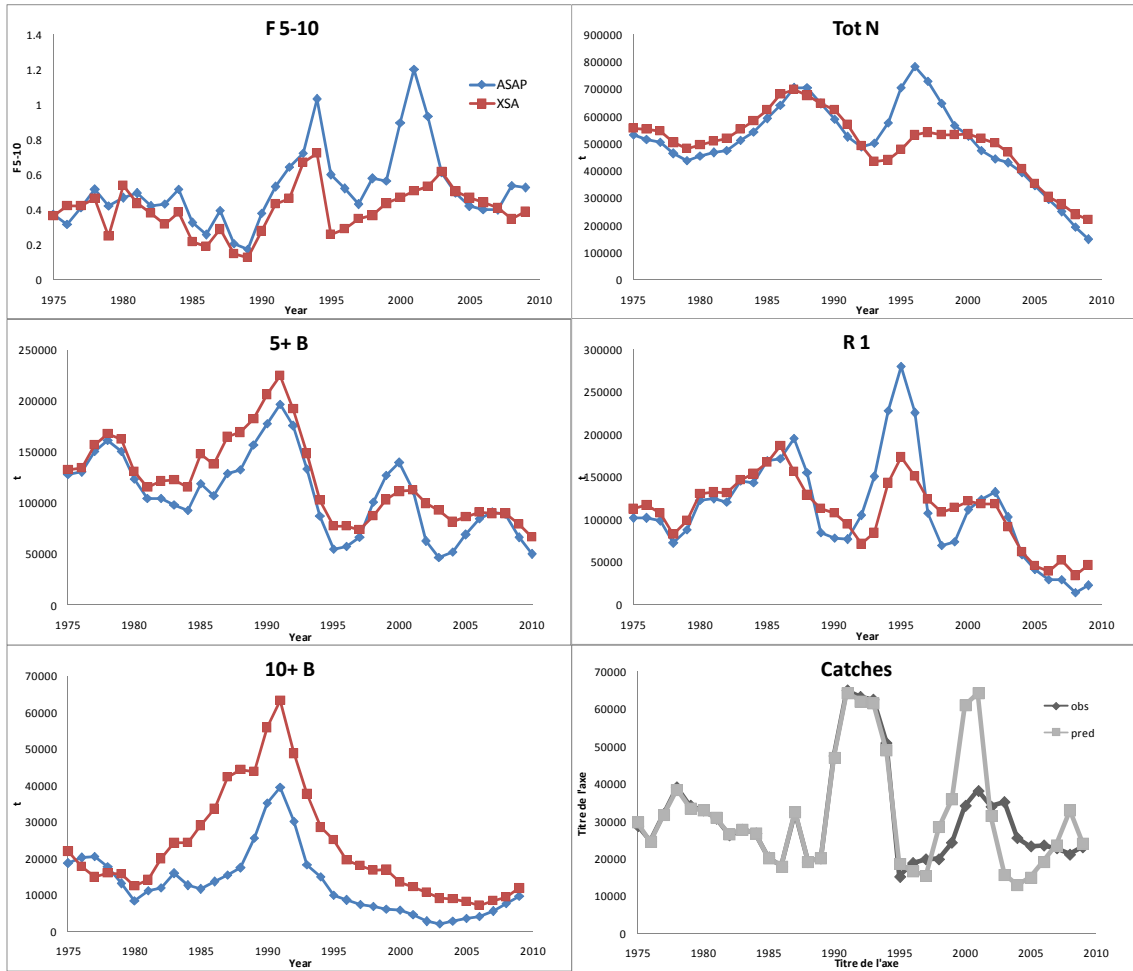 F 5-10
1.4
1.2
1
0.8
0.6
0.4
0.2
0
F 5-10
ASAP
XSA
1975 1980 1985 1990 1995 2000 2005 2010
Year
Tot N
900000
800000
700000
600000
500000
400000
300000
200000
100000
0
t
1975 1980 1985 1990 1995 2000 2005 2010
Year
5+ B
250000
200000
150000
100000
50000
0
t
1975 1980 1985 1990 1995 2000 2005 2010
Year
R 1
300000
250000
200000
150000
100000
50000
0
t
1975 1980 1985 1990 1995 2000 2005 2010
Year
10+ B
70000
60000
50000
40000
30000
20000
10000
0
t
1975 1980 1985 1990 1995 2000 2005 2010
Year
Catches
70000
60000
50000
40000
30000
20000
10000
0
Titre de l'axe
obs
pred
1975 1980 1985 1990 1995 2000 2005 2010
Titre de l'axe